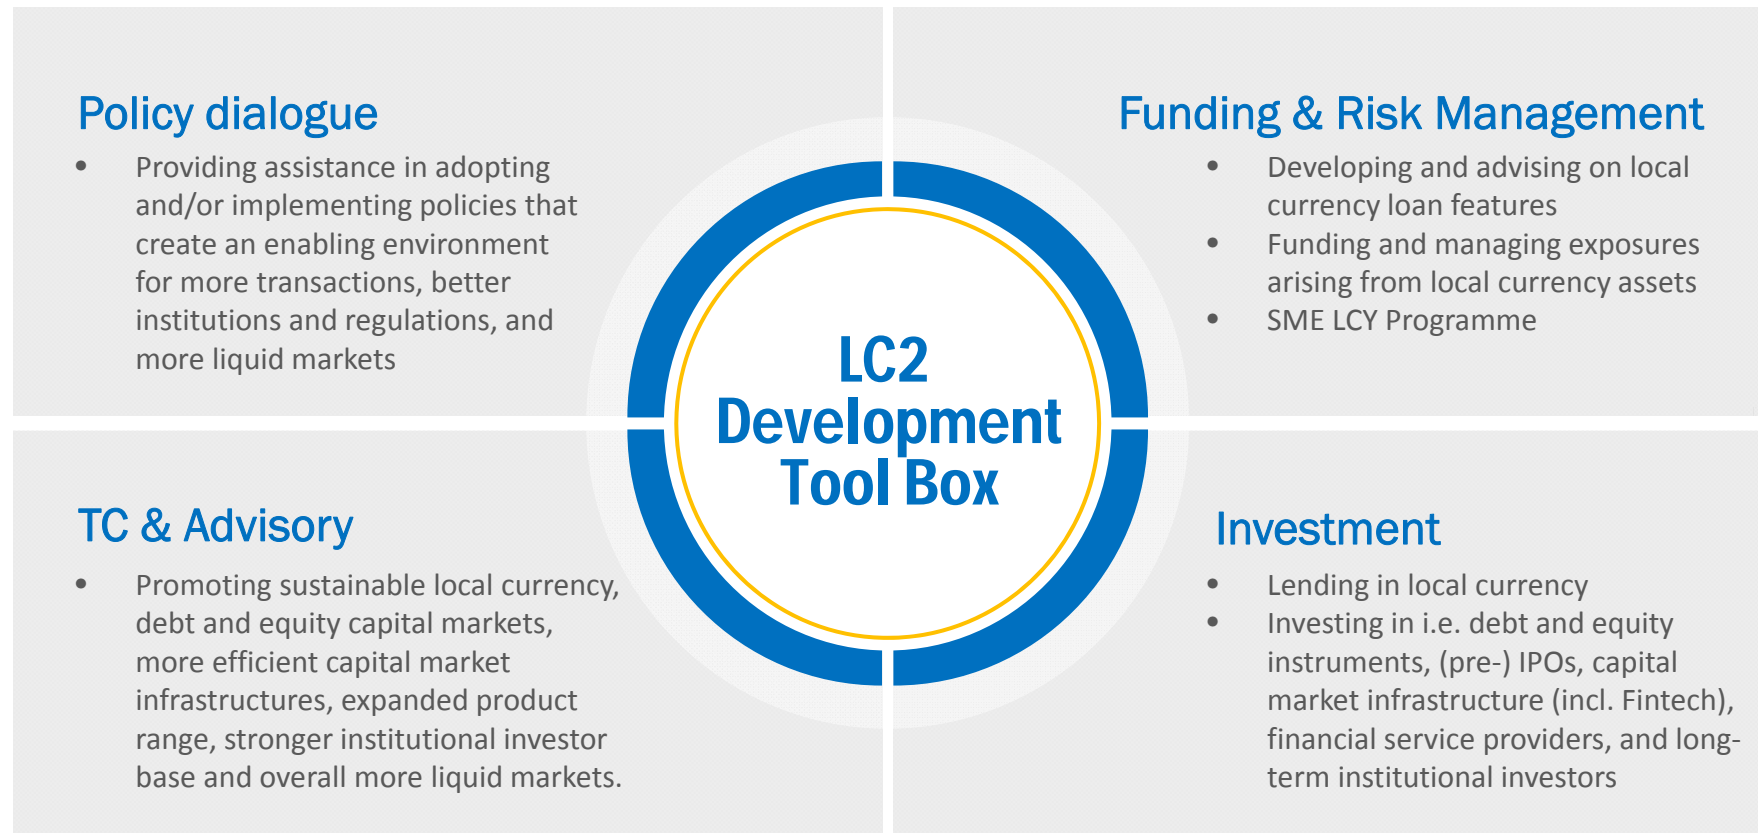 Policy dialogue
• Providing assistance in adopting
and/or implementing policies that
create an enabling environment
for more transactions, better
institutions and regulations, and
more liquid markets
Funding & Risk Management
• Developing and advising on local
currency loan features
• Funding and managing exposures
arising from local currency assets
• SME LCY Programme
LC2
Development
Tool Box
TC & Advisory
• Promoting sustainable local currency,
debt and equity capital markets,
more efficient capital market
infrastructures, expanded product
range, stronger institutional investor
base and overall more liquid markets.
Investment
• Lending in local currency
• Investing in i.e. debt and equity
instruments, (pre-) IPOs, capital
market infrastructure (incl. Fintech),
financial service providers, and long-
term institutional investors